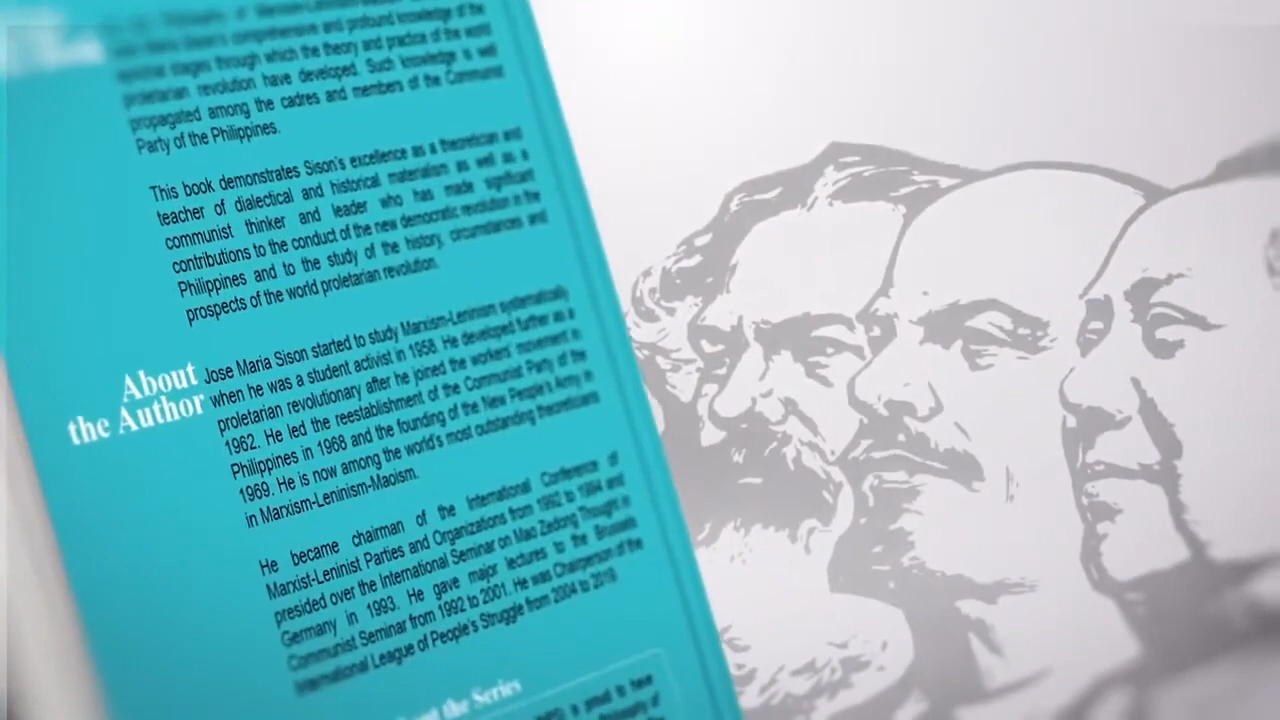 comprehensive and profound knowledge of the
stages through which the theory and practice of the world
proletarian revolution have developed. Such knowledge is well
propagated among the cadres and members of the Communist
Party of the Philippines.
This book demonstrates Sison's excellence as a theoretician and
teacher of dialectical and historical materialism as well as a
communist thinker and leader who has made significant
contributions to the conduct of the new democratic revolution in the
Philippines and to the study of the history, circumstances and
prospects of the world proletarian revolution.
About
the Author
Jose Maria Sison started to study Marxism-Leninism systematically
when he was a student activist in 1958. He developed further as a
proletarian revolutionary after he joined the workers' movement in
1962. He led the reestablishment of the Communist Party of the
Philippines in 1968 and the founding of the New People's Army in
1969. He is now among the world's most outstanding theoreticians
in Marxism-Leninism-Maoism.
He became chairman of the International Conference of
Marxist-Leninist Parties and Organizations from 1992 to 1994 and
presided over the International Seminar on Mao Zedong Thought in
Germany in 1993. He gave major lectures to the Brussels
Communist Seminar from 1992 to 2001. He was Chairperson of the
International League of People's Struggle from 2004 to 2019
the Series
is proud to have